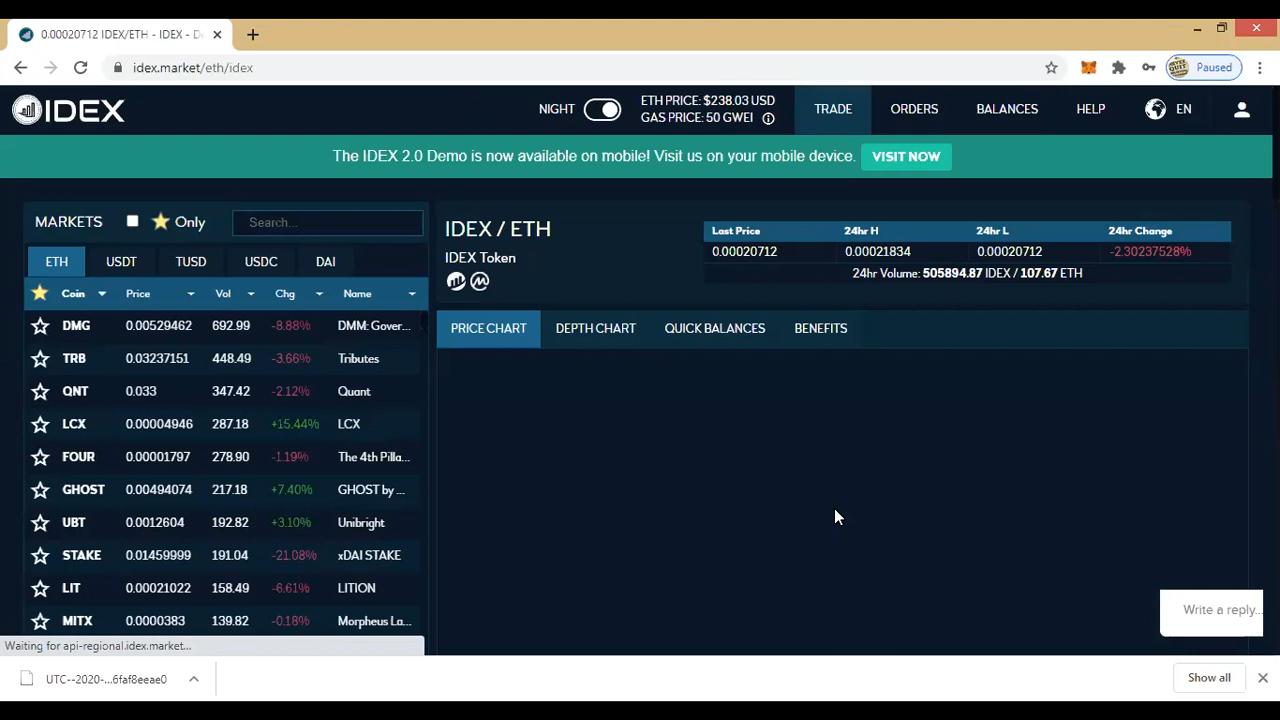 0.00020712 IDEX/ETH - IDEX - D
idex.market/eth/idex
Paused
IDEX
NIGHT
ETH PRICE: $238.03 USD
GAS PRICE: 50 GWEI
TRADE
ORDERS
BALANCES
HELP
EN
The IDEX 2.0 Demo is now available on mobile! Visit us on your mobile device.
VISIT NOW
MARKETS
Only
Search...
ETH USDT TUSD USDC DAI
Coin Price Vol Chg Name
DMG 0.00529462 692.99 -8.88% DMM: Gover...
TRB 0.03237151 448.49 -3.66% Tributes
QNT 0.033 347.42 -2.12% Quant
LCX 0.00004946 287.18 +15.44% LCX
FOUR 0.00001797 278.90 -1.19% The 4th Pilla...
GHOST 0.00494074 217.18 +7.40% GHOST by ...
UBT 0.0012604 192.82 +3.10% Unibright
STAKE 0.01459999 191.04 -21.08% xDAI STAKE
LIT 0.00021022 158.49 -6.61% LITION
MITX 0.0000383 139.82 -0.18% Morpheus La...
IDEX / ETH
IDEX Token
Last Price 24hr H 24hr L 24hr Change
0.00020712 0.00021834 0.00020712 -2.30237528%
24hr Volume: 505894.87 IDEX / 107.67 ETH
PRICE CHART DEPTH CHART QUICK BALANCES BENEFITS
Write a reply...
Waiting for api-regional.idex.market...
UTC--2020-...6faf8eeae0
Show all